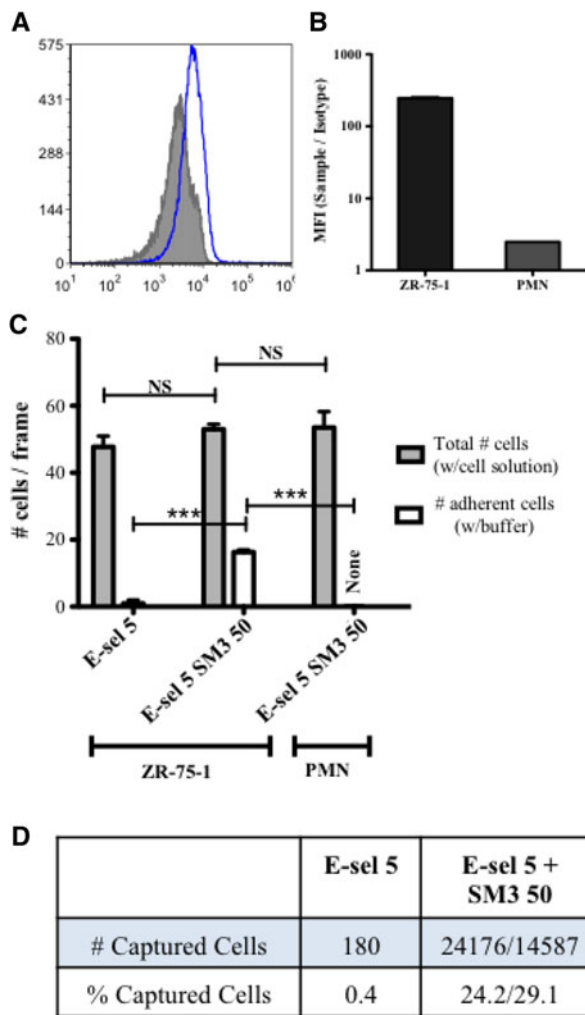 A
575
431
288
144
0
10^1 10^2 10^3 10^4 10^5 10^6
B
MFI (Sample / Isotype)
1000
100
10
1
ZR-75-1 PMN
C
# cells / frame
80
60
40
20
0
NS
NS
***
***
None
Total # cells
(w/cell solution)
# adherent cells
(w/buffer)
E-sel 5
E-sel 5 SM3 50
E-sel 5 SM3 50
ZR-75-1
PMN
D
E-sel 5
E-sel 5 +
SM3 50
# Captured Cells 180 24176/14587
% Captured Cells 0.4 24.2/29.1